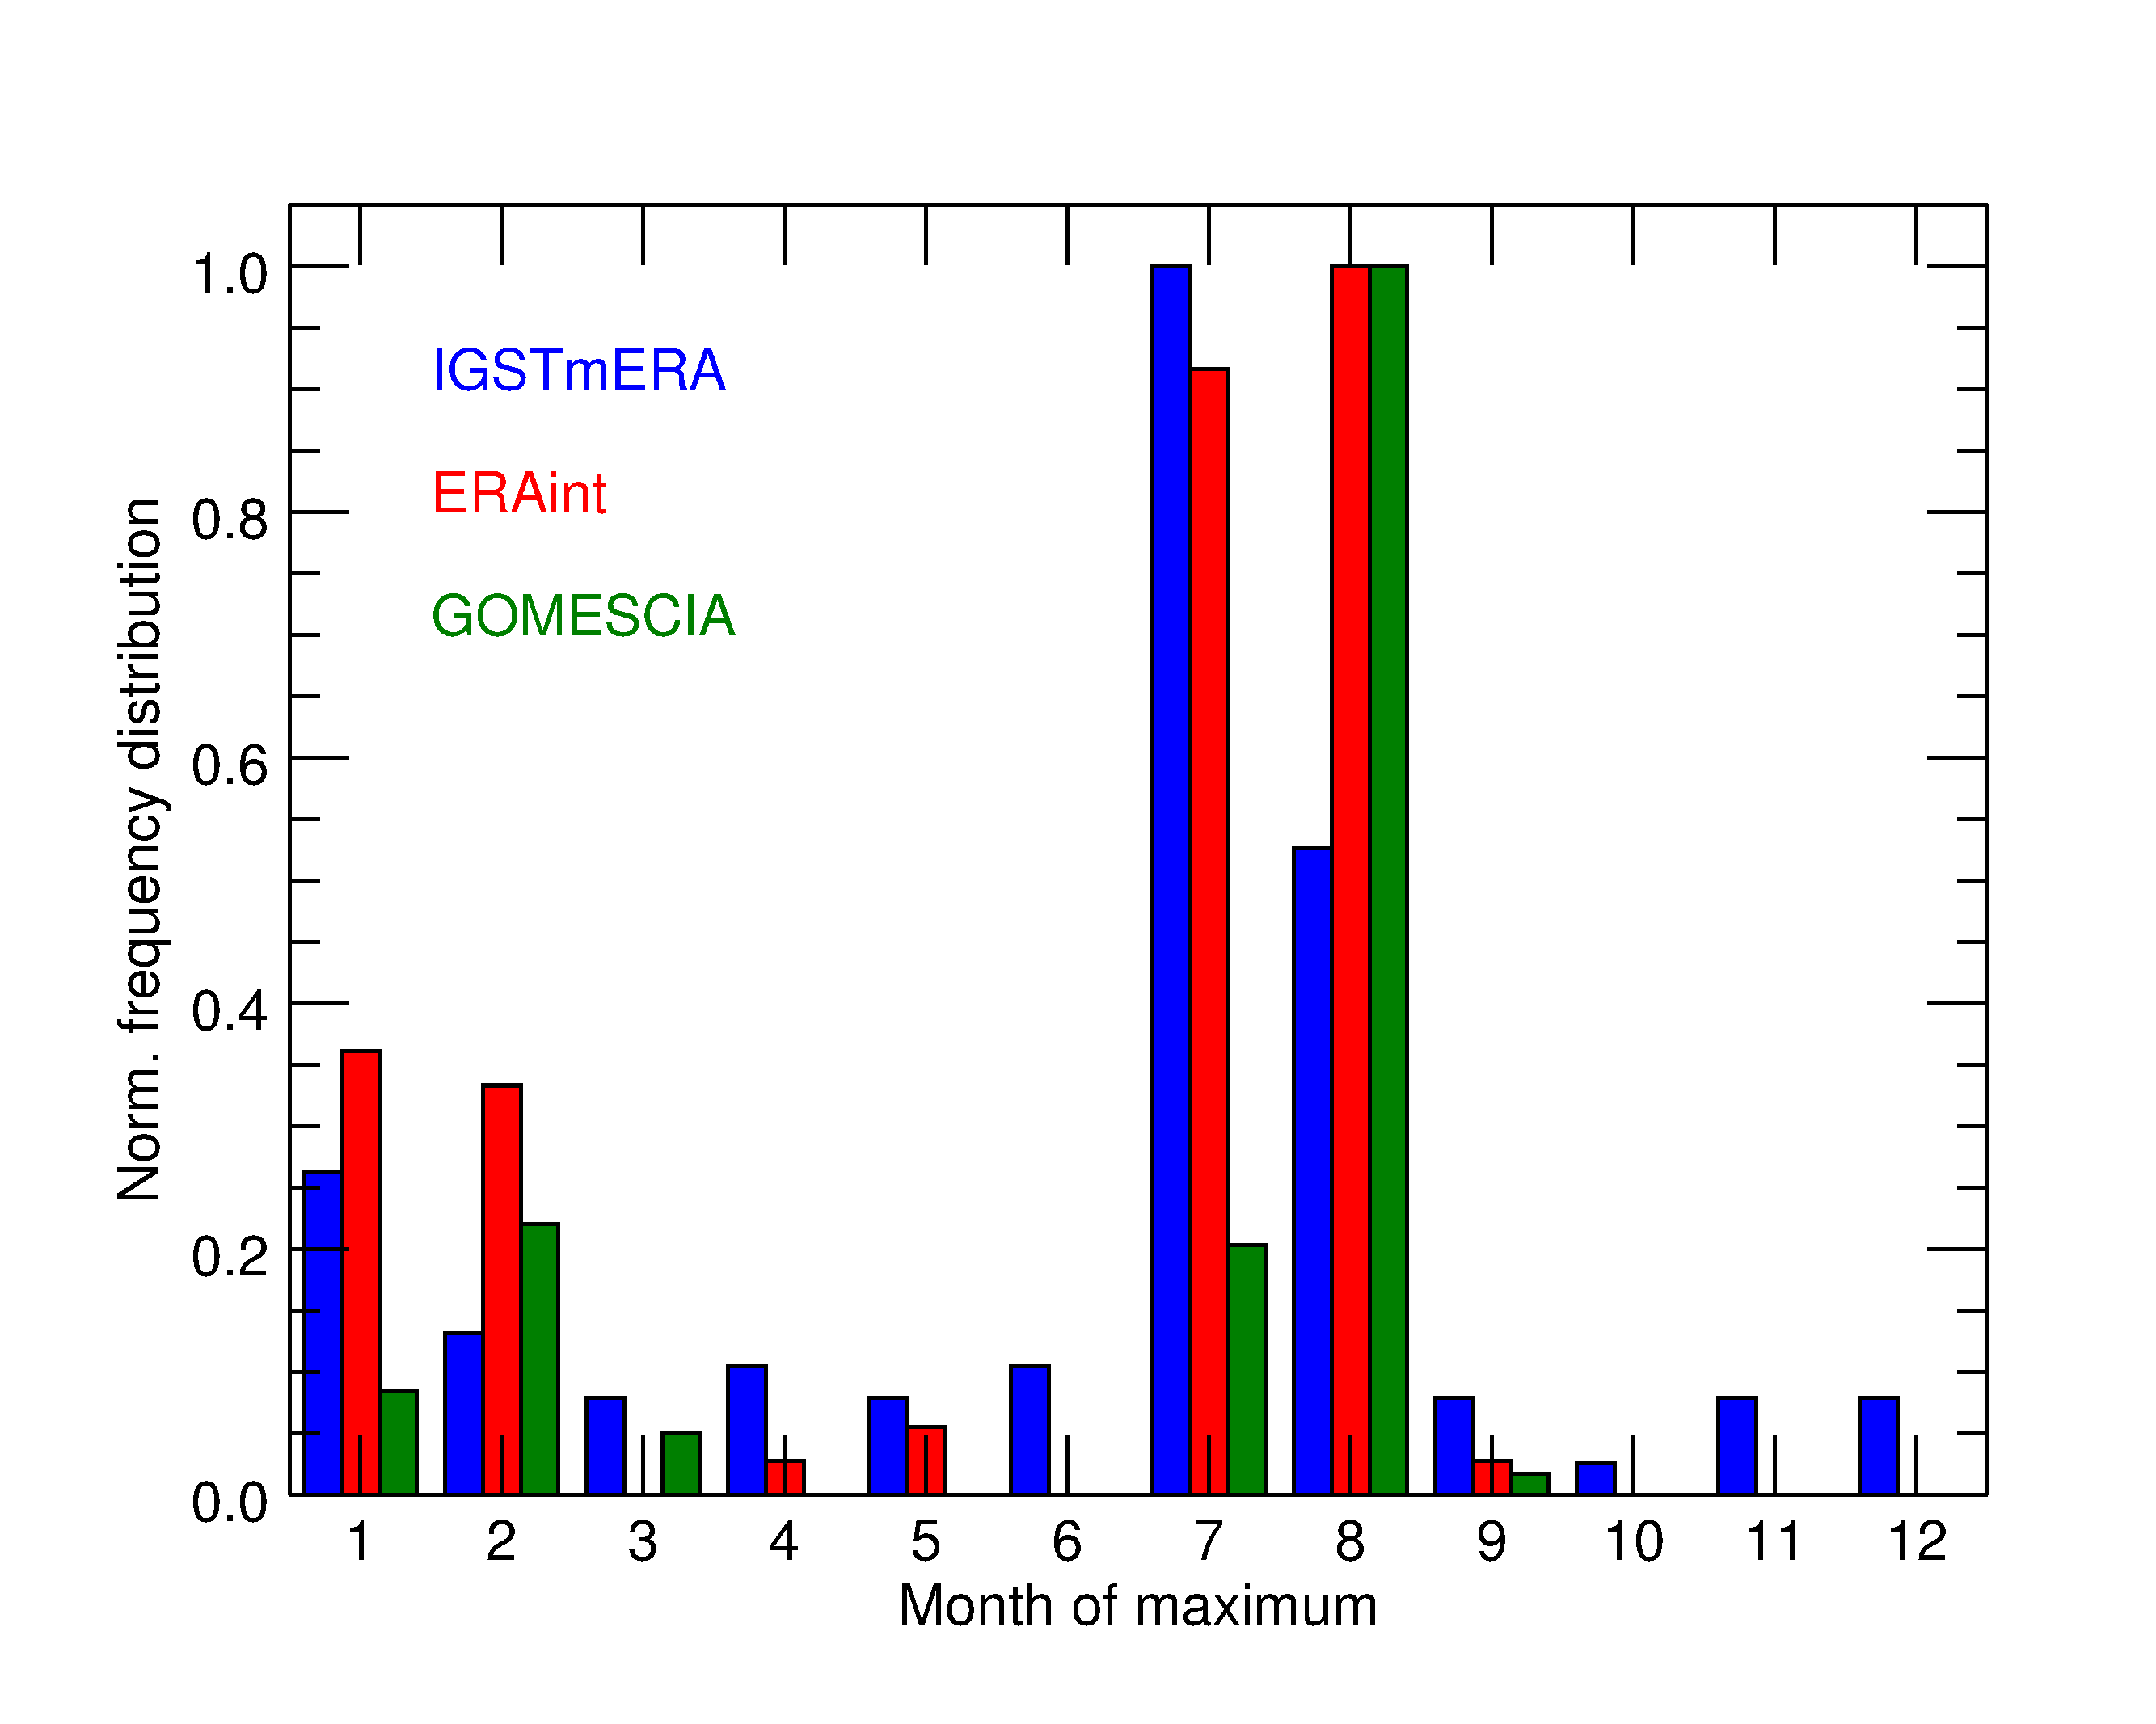 1.0
0.8
0.6
0.4
0.2
0.0
Norm. frequency distribution
IGSTmERA
ERAint
GOMESCIA
1 2 3 4 5 6 7 8 9 10 11 12
Month of maximum